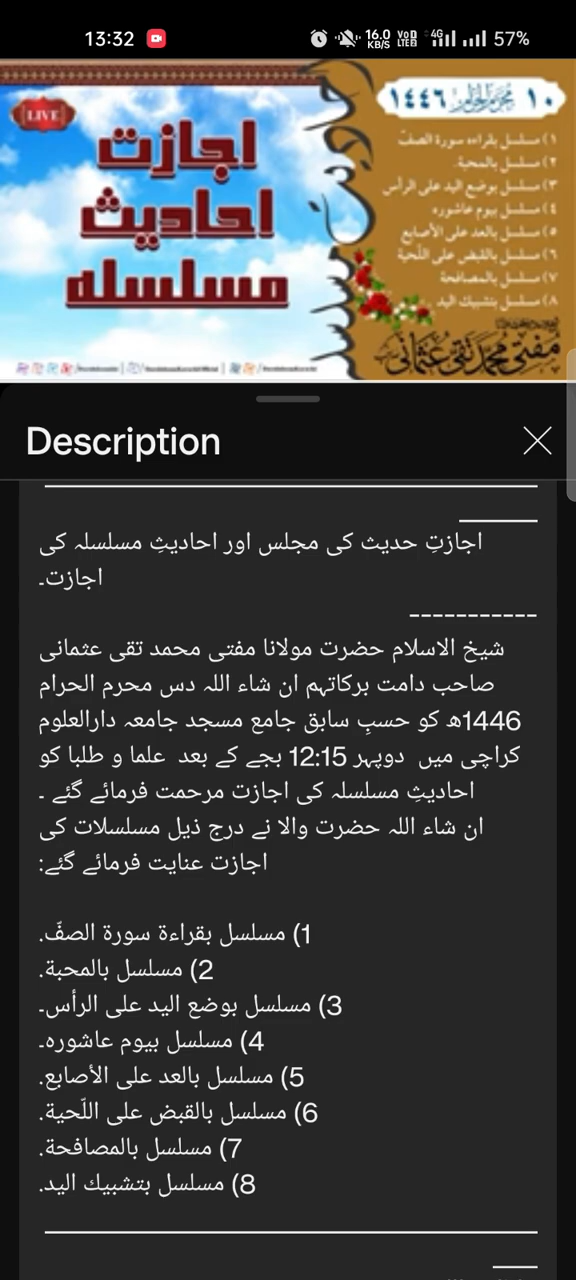 13:32
16.0 KB/S
VoD LTE2
4G
57%
LIVE
اجازت
احادیث
مسلسلہ
١٠ محرم الحرام ١٤٤٦
١) مسلسل بقراءة سورة الصفّ
٢) مسلسل بالمحبة.
٣) مسلسل بوضع اليد على الرأس
٤) مسلسل بيوم عاشوره
٥) مسلسل بالعد على الأصابع
٦) مسلسل بالقبض على اللّحية
٧) مسلسل بالمصافحة
٨) مسلسل بتشبيك اليد
مفتی محمد تقی عثمانی
Description
اجازتِ حدیث کی مجلس اور احادیثِ مسلسلہ کی
اجازت۔
-----------
شیخ الاسلام حضرت مولانا مفتی محمد تقی عثمانی
صاحب دامت برکاتہم ان شاء اللہ دس محرم الحرام
1446ھ کو حسبِ سابق جامع مسجد جامعہ دارالعلوم
کراچی میں دوپہر 12:15 بجے کے بعد علما و طلبا کو
احادیثِ مسلسلہ کی اجازت مرحمت فرمائے گئے ۔
ان شاء اللہ حضرت والا نے درج ذیل مسلسلات کی
اجازت عنایت فرمائے گئے:
1) مسلسل بقراءة سورة الصفّ.
2) مسلسل بالمحبة.
3) مسلسل بوضع اليد على الرأس۔
4) مسلسل بيوم عاشوره۔
5) مسلسل بالعد على الأصابع.
6) مسلسل بالقبض على اللّحية.
7) مسلسل بالمصافحة.
8) مسلسل بتشبيك اليد.